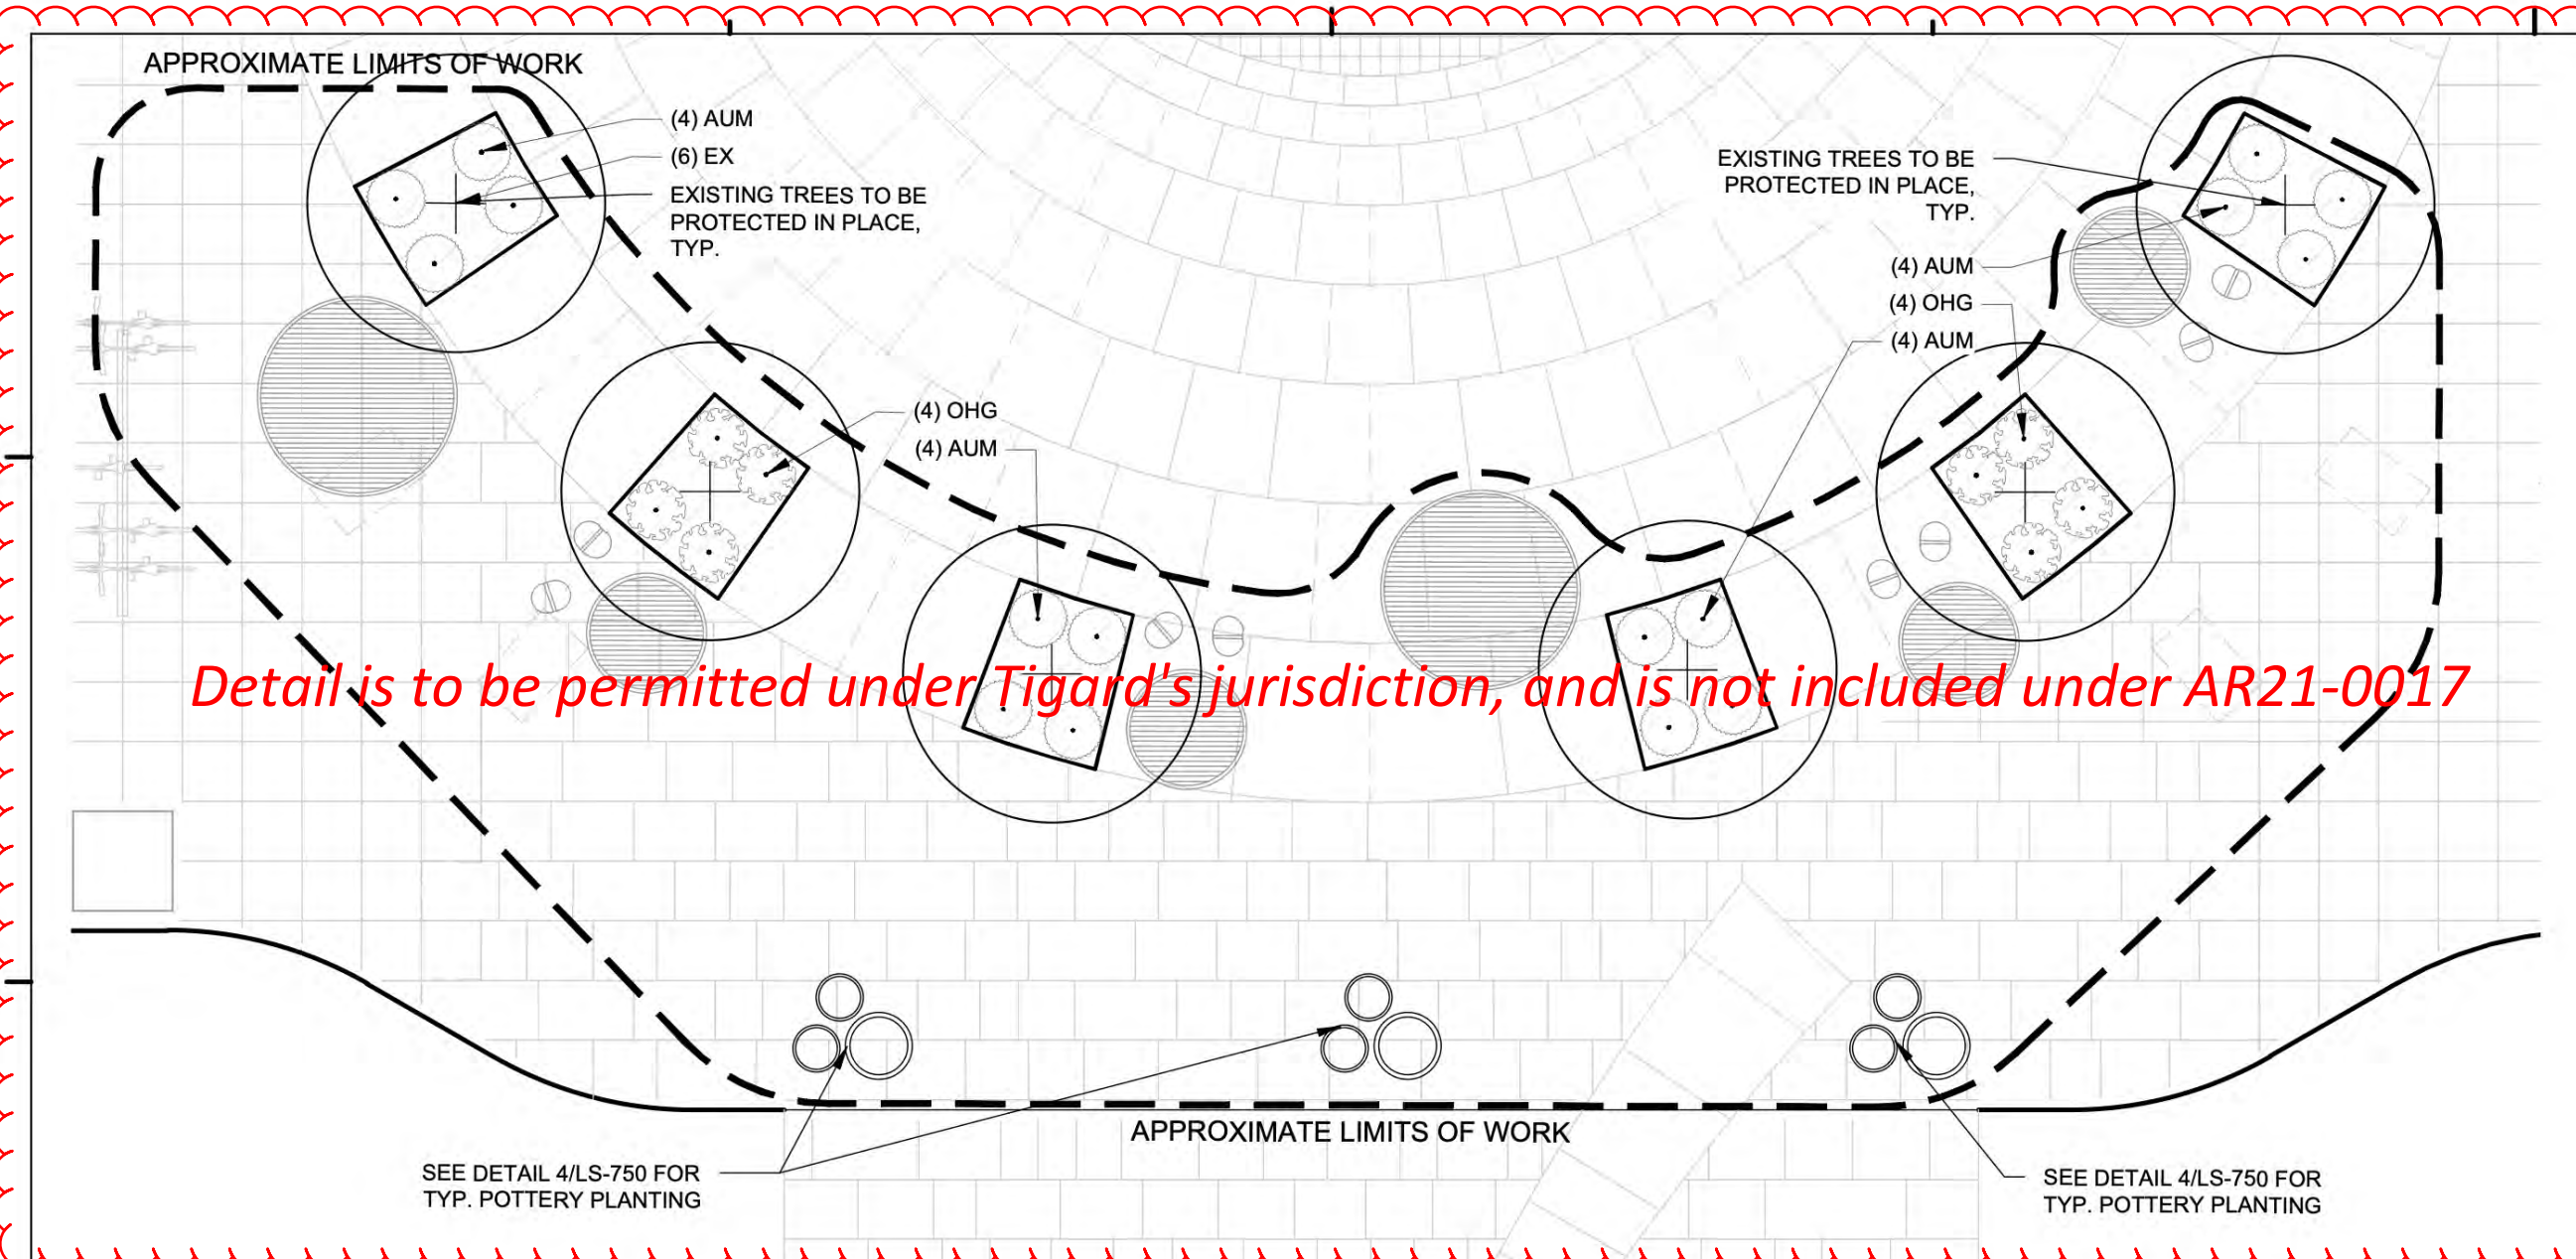 APPROXIMATE LIMITS OF WORK
(4) AUM
(6) EX
EXISTING TREES TO BE
PROTECTED IN PLACE,
TYP.
EXISTING TREES TO BE
PROTECTED IN PLACE,
TYP.
(4) AUM
(4) OHG
(4) AUM
(4) OHG
(4) AUM
Detail is to be permitted under Tigard's jurisdiction, and is not included under AR21-0017
APPROXIMATE LIMITS OF WORK
SEE DETAIL 4/LS-750 FOR
TYP. POTTERY PLANTING
SEE DETAIL 4/LS-750 FOR
TYP. POTTERY PLANTING